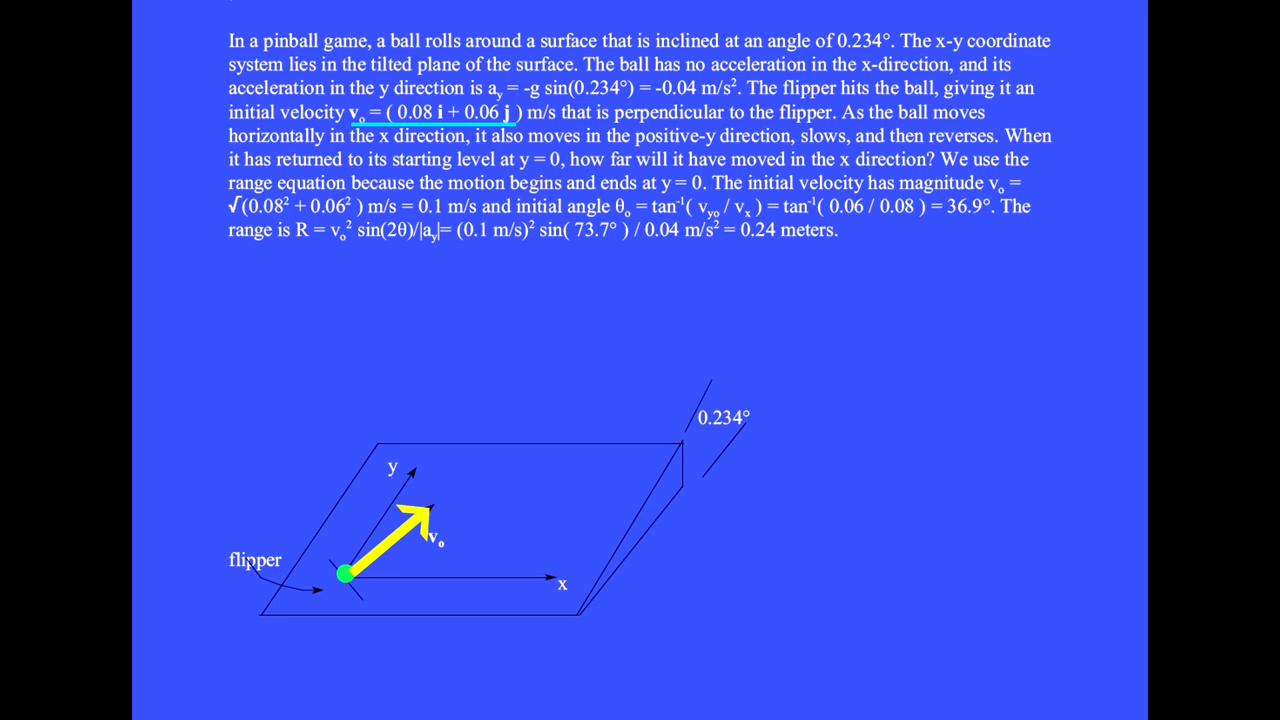 In a pinball game, a ball rolls around a surface that is inclined at an angle of 0.234°. The x-y coordinate
system lies in the tilted plane of the surface. The ball has no acceleration in the x-direction, and its
acceleration in the y direction is aᵧ = -g sin(0.234°) = -0.04 m/s². The flipper hits the ball, giving it an
initial velocity vₒ = ( 0.08 i + 0.06 j ) m/s that is perpendicular to the flipper. As the ball moves
horizontally in the x direction, it also moves in the positive-y direction, slows, and then reverses. When
it has returned to its starting level at y = 0, how far will it have moved in the x direction? We use the
range equation because the motion begins and ends at y = 0. The initial velocity has magnitude vₒ =
√(0.08² + 0.06² ) m/s = 0.1 m/s and initial angle θₒ = tan⁻¹( vᵧₒ / vₓ ) = tan⁻¹( 0.06 / 0.08 ) = 36.9°. The
range is R = vₒ² sin(2θ)/|aᵧ|= (0.1 m/s)² sin( 73.7° ) / 0.04 m/s² = 0.24 meters.
0.234°
y
vₒ
flipper
x